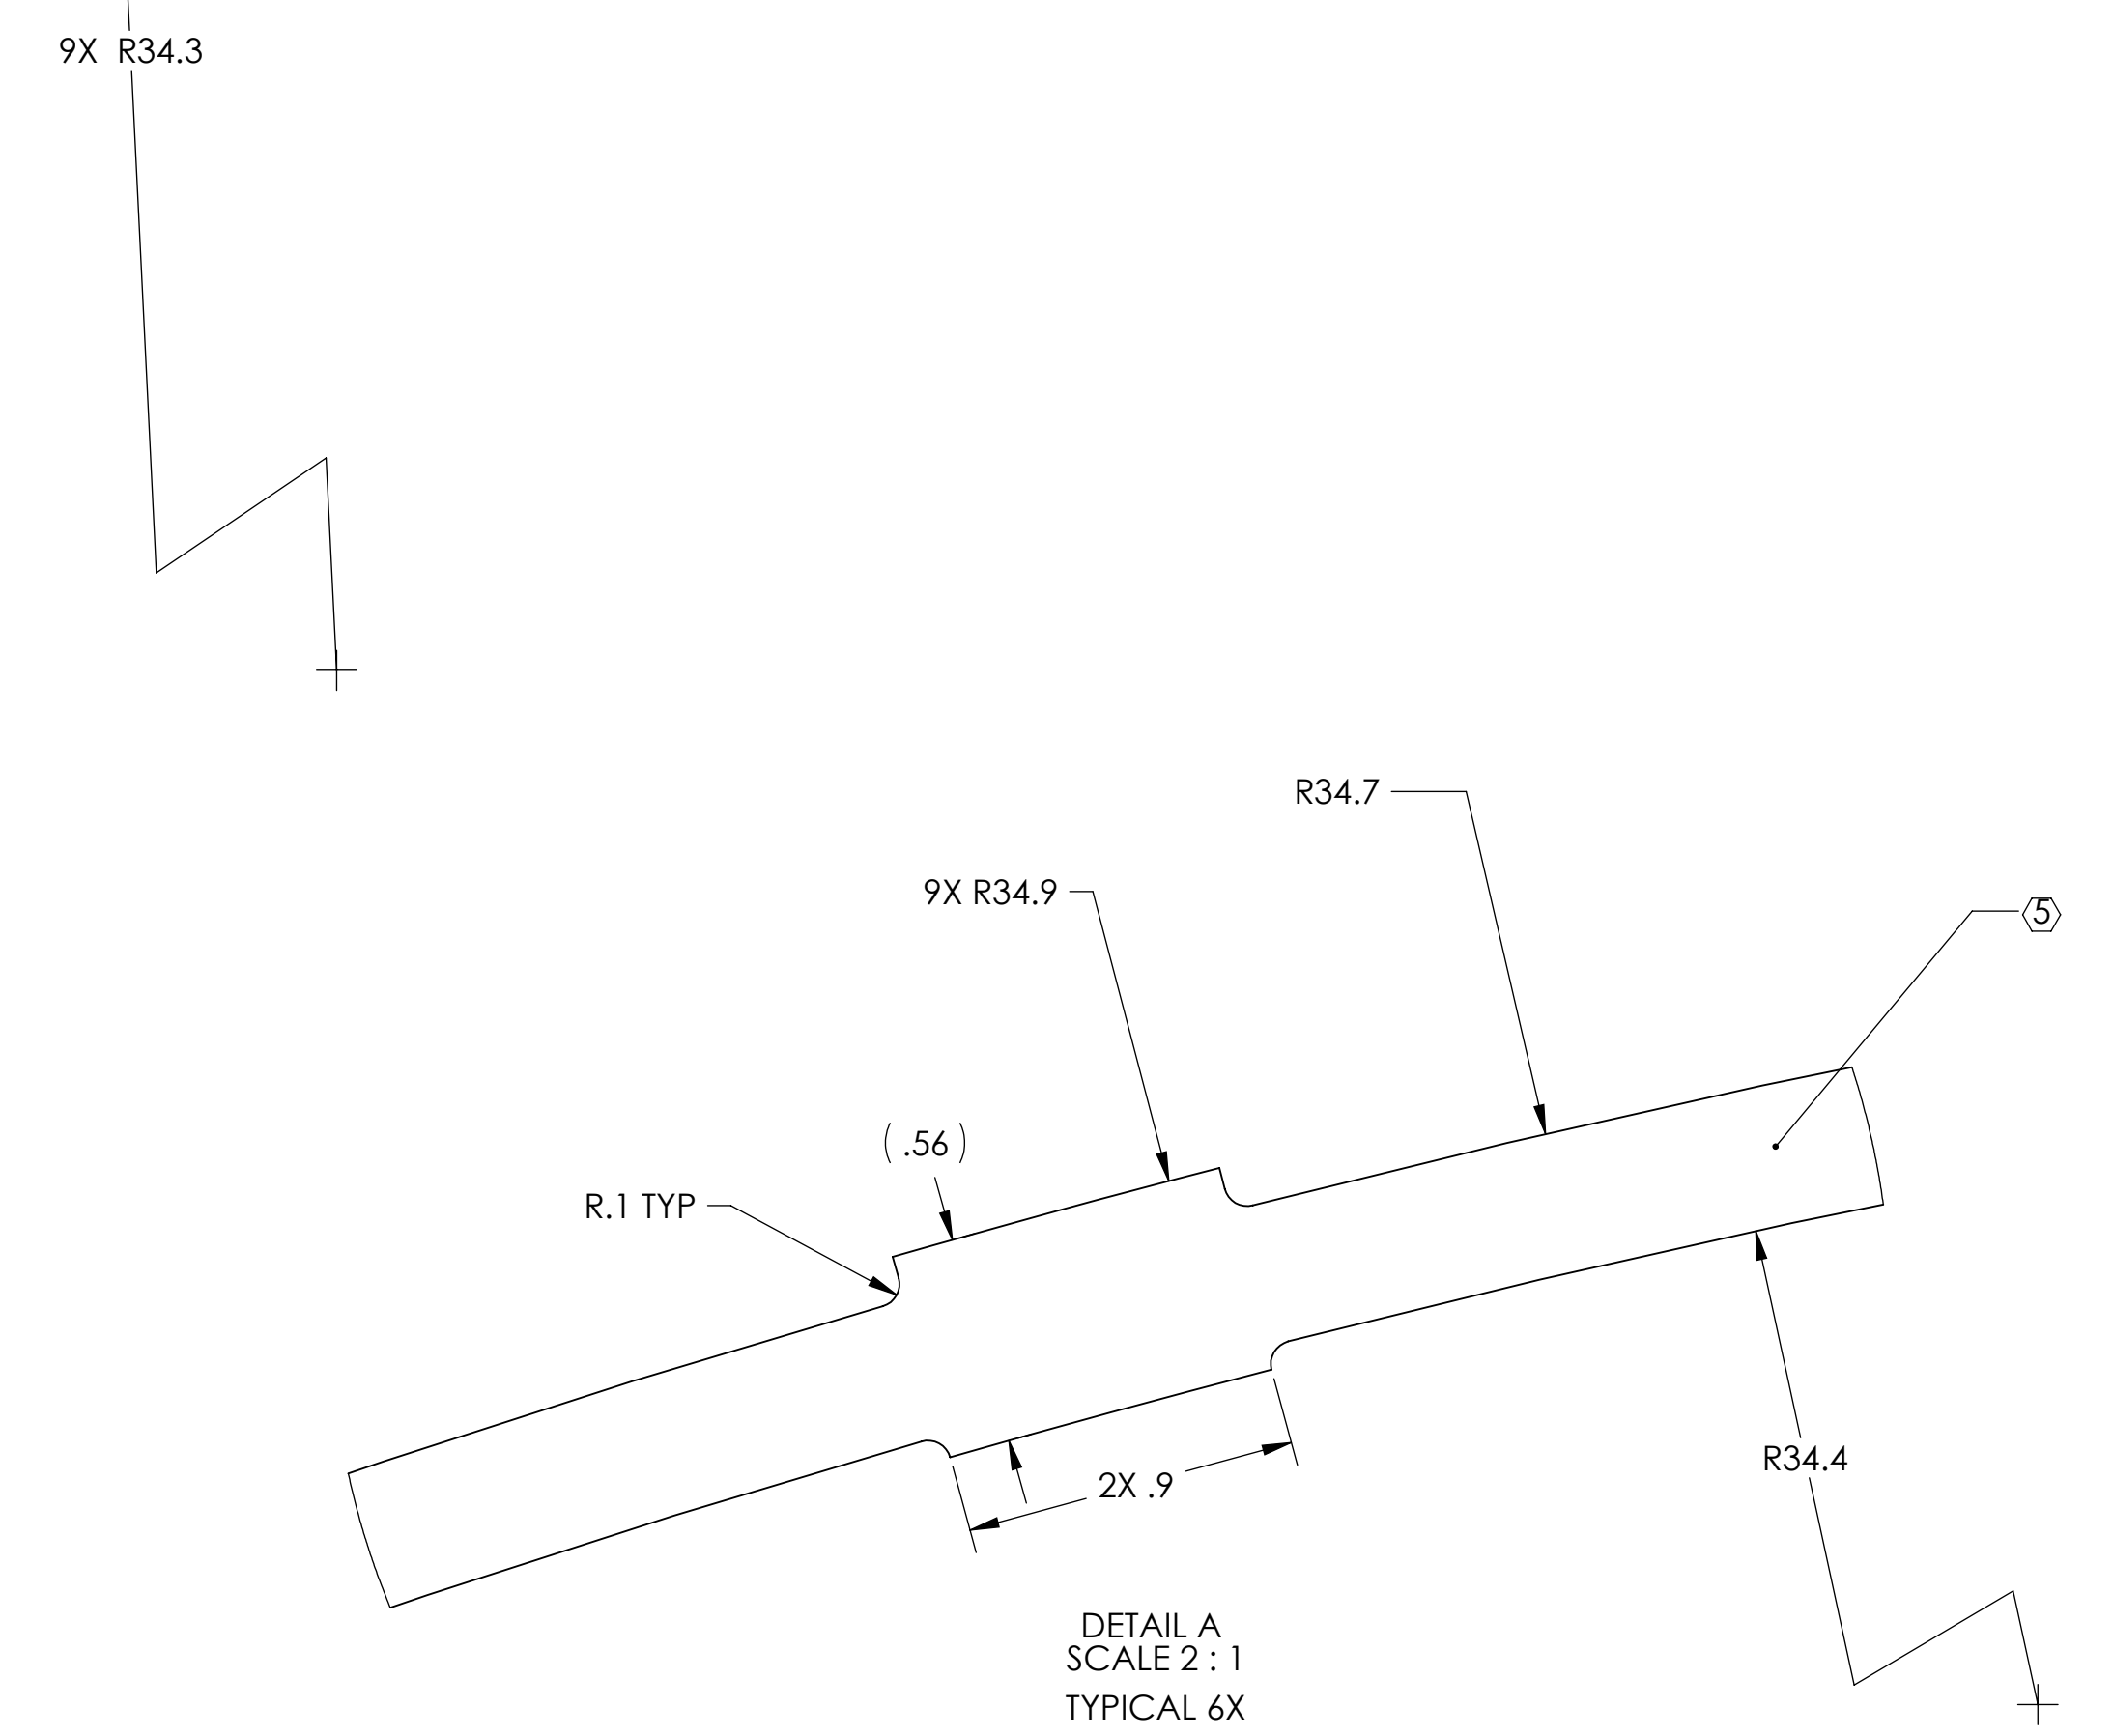 9X R34.3
R34.7
9X R34.9
5
( .56 )
R.1 TYP
R34.4
2X .9
DETAIL A
SCALE 2 : 1
TYPICAL 6X